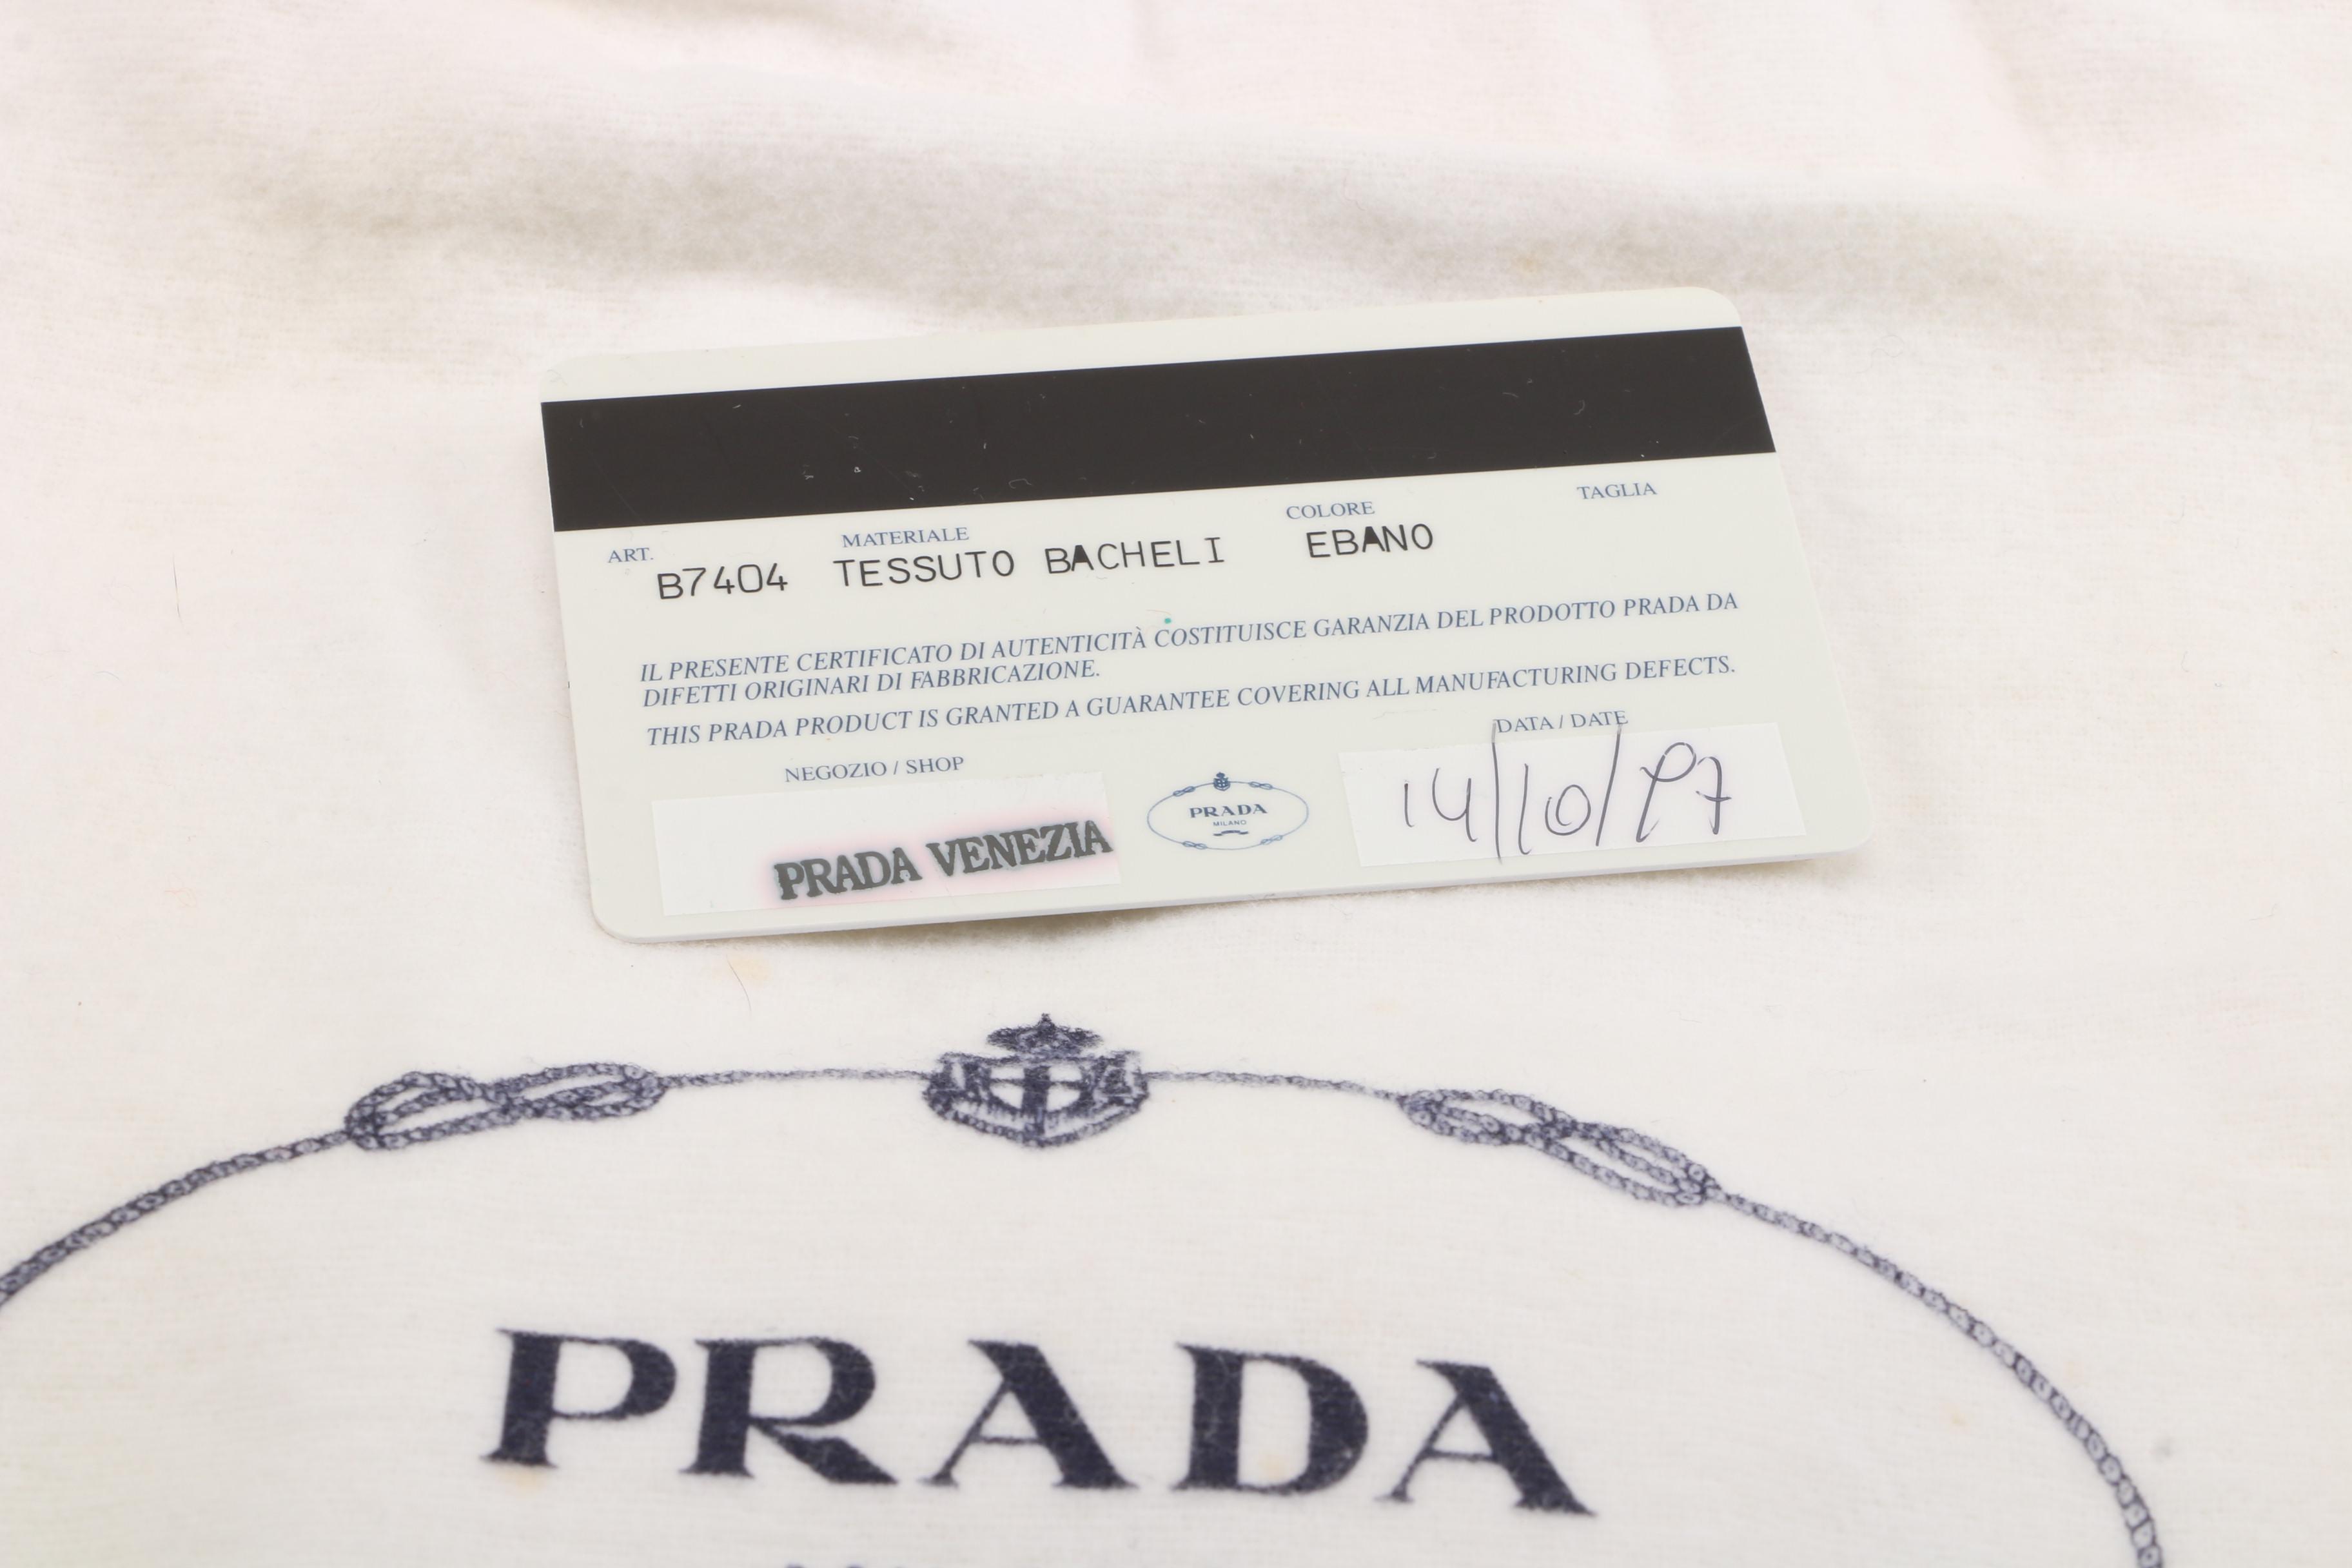 ART. MATERIALE COLORE TAGLIA
B7404 TESSUTO BACHELI EBANO
IL PRESENTE CERTIFICATO DI AUTENTICITÀ COSTITUISCE GARANZIA DEL PRODOTTO PRADA DA
DIFETTI ORIGINARI DI FABBRICAZIONE.
THIS PRADA PRODUCT IS GRANTED A GUARANTEE COVERING ALL MANUFACTURING DEFECTS.
NEGOZIO / SHOP
PRADA VENEZIA
PRADA
MILANO
DATA / DATE
14/10/97
PRADA